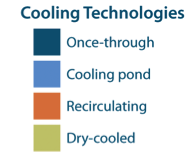 Cooling Technologies
Once-through
Cooling pond
Recirculating
Dry-cooled